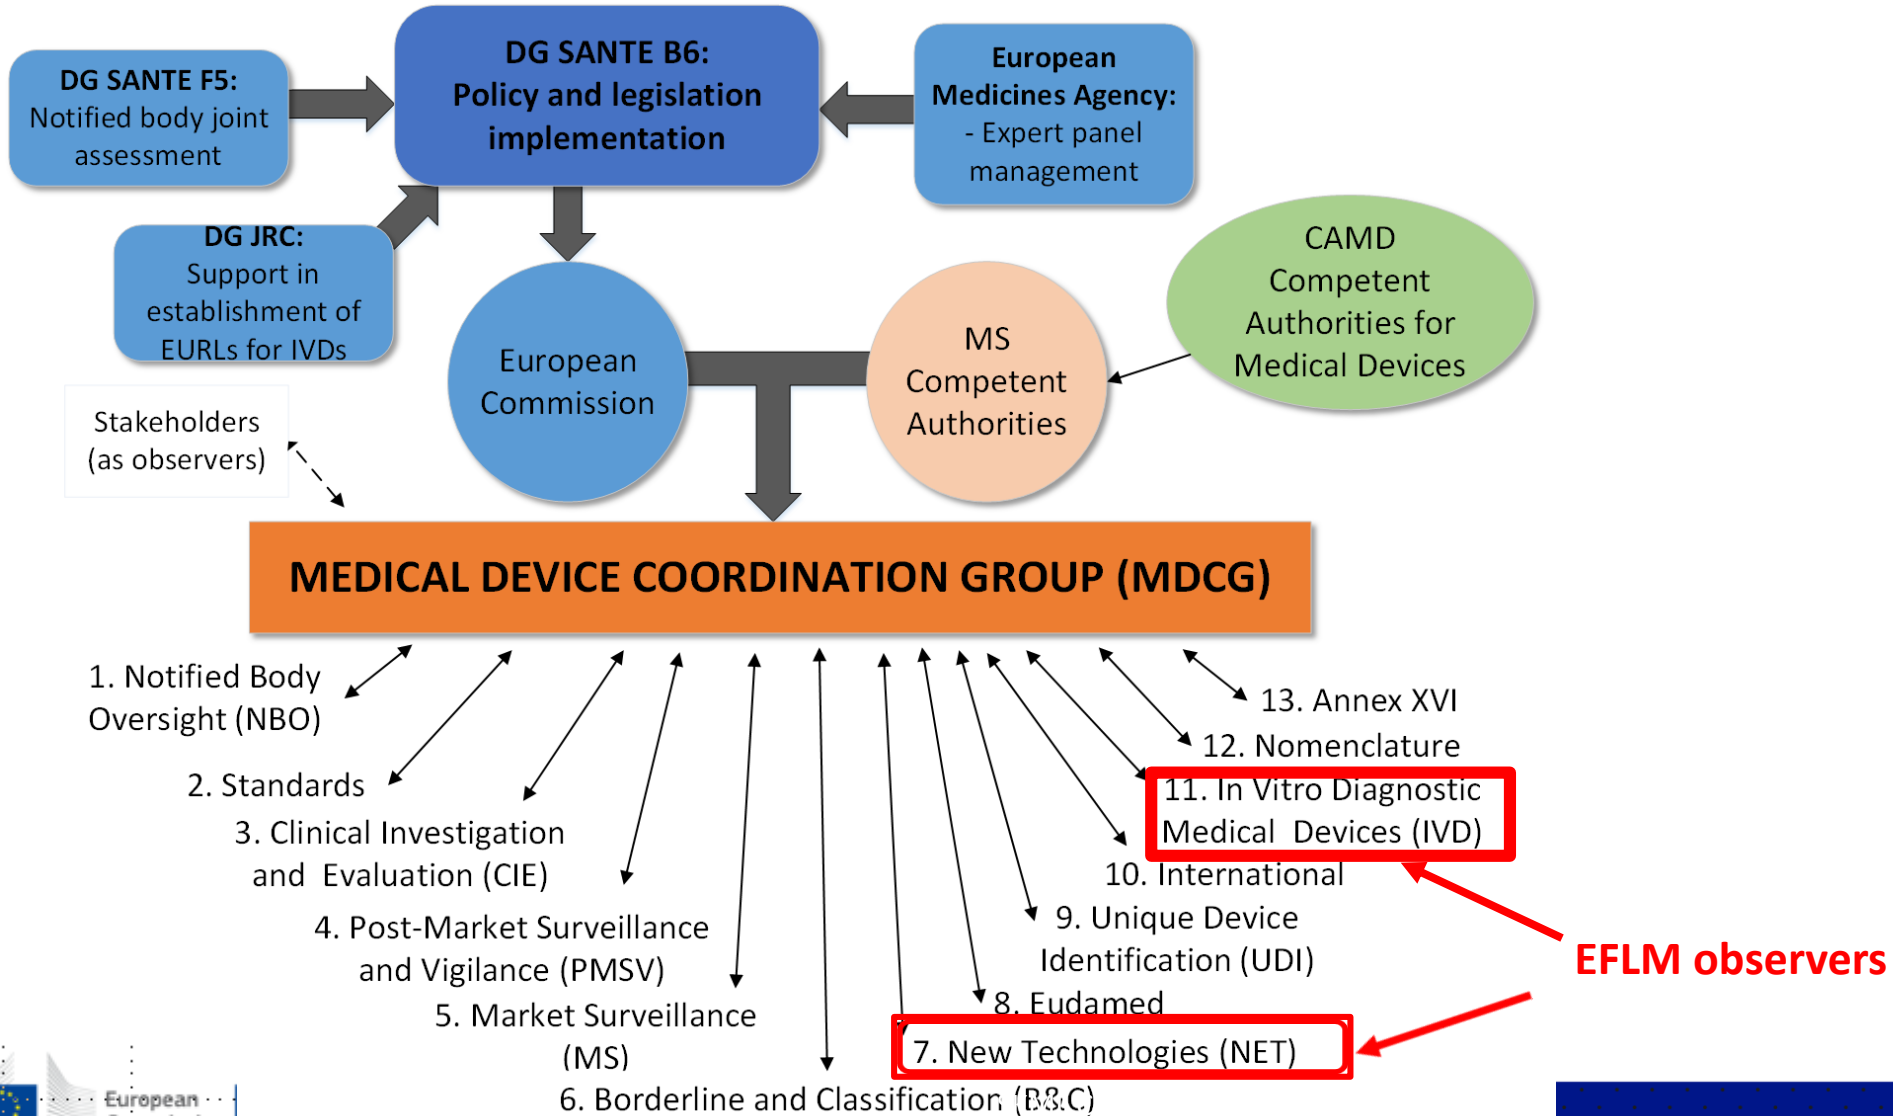 DG SANTE F5:
Notified body joint
assessment
DG SANTE B6:
Policy and legislation
implementation
European
Medicines Agency:
- Expert panel
management
DG JRC:
Support in
establishment of
EURLs for IVDs
CAMD
Competent
Authorities for
Medical Devices
European
Commission
MS
Competent
Authorities
Stakeholders
(as observers)
MEDICAL DEVICE COORDINATION GROUP (MDCG)
1. Notified Body
Oversight (NBO)
2. Standards
3. Clinical Investigation
and Evaluation (CIE)
4. Post-Market Surveillance
and Vigilance (PMSV)
5. Market Surveillance
(MS)
6. Borderline and Classification (B&C)
7. New Technologies (NET)
8. Eudamed
9. Unique Device
Identification (UDI)
10. International
11. In Vitro Diagnostic
Medical Devices (IVD)
12. Nomenclature
13. Annex XVI
EFLM observers
European